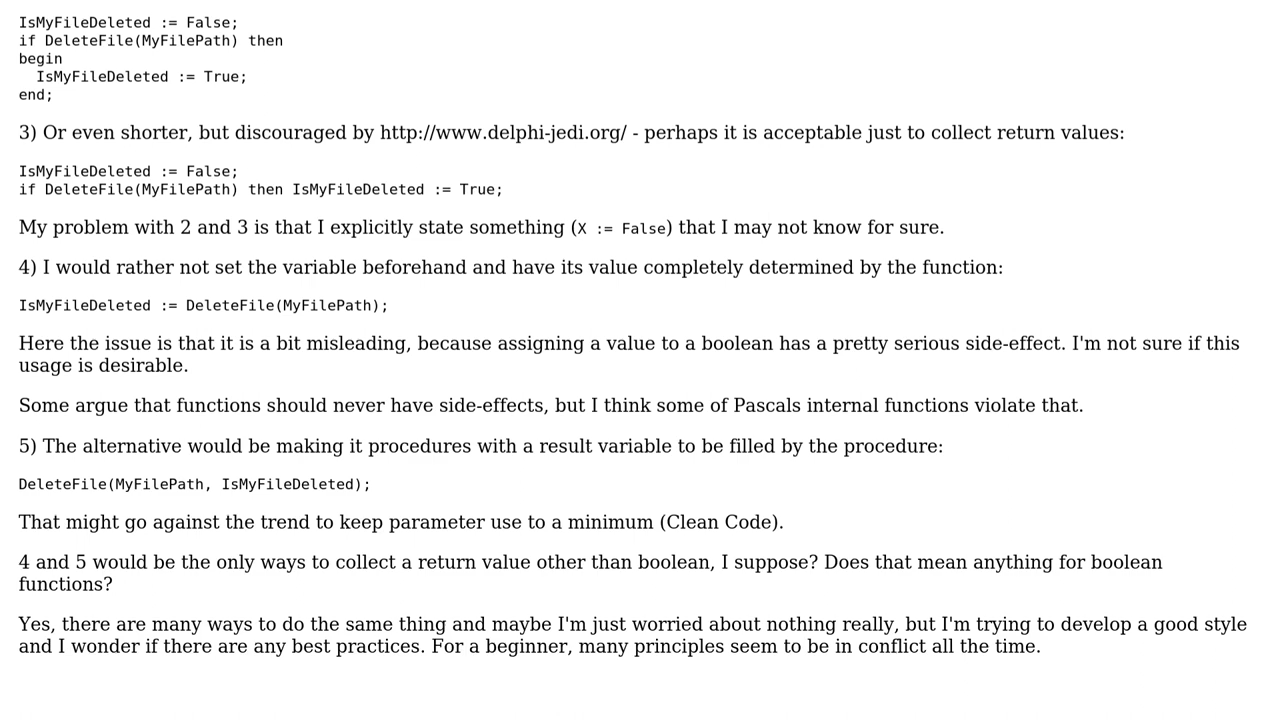 IsMyFileDeleted := False;
if DeleteFile(MyFilePath) then
begin
  IsMyFileDeleted := True;
end;
3) Or even shorter, but discouraged by http://www.delphi-jedi.org/ - perhaps it is acceptable just to collect return values:
IsMyFileDeleted := False;
if DeleteFile(MyFilePath) then IsMyFileDeleted := True;
My problem with 2 and 3 is that I explicitly state something (X := False) that I may not know for sure.
4) I would rather not set the variable beforehand and have its value completely determined by the function:
IsMyFileDeleted := DeleteFile(MyFilePath);
Here the issue is that it is a bit misleading, because assigning a value to a boolean has a pretty serious side-effect. I'm not sure if this
usage is desirable.
Some argue that functions should never have side-effects, but I think some of Pascals internal functions violate that.
5) The alternative would be making it procedures with a result variable to be filled by the procedure:
DeleteFile(MyFilePath, IsMyFileDeleted);
That might go against the trend to keep parameter use to a minimum (Clean Code).
4 and 5 would be the only ways to collect a return value other than boolean, I suppose? Does that mean anything for boolean
functions?
Yes, there are many ways to do the same thing and maybe I'm just worried about nothing really, but I'm trying to develop a good style
and I wonder if there are any best practices. For a beginner, many principles seem to be in conflict all the time.